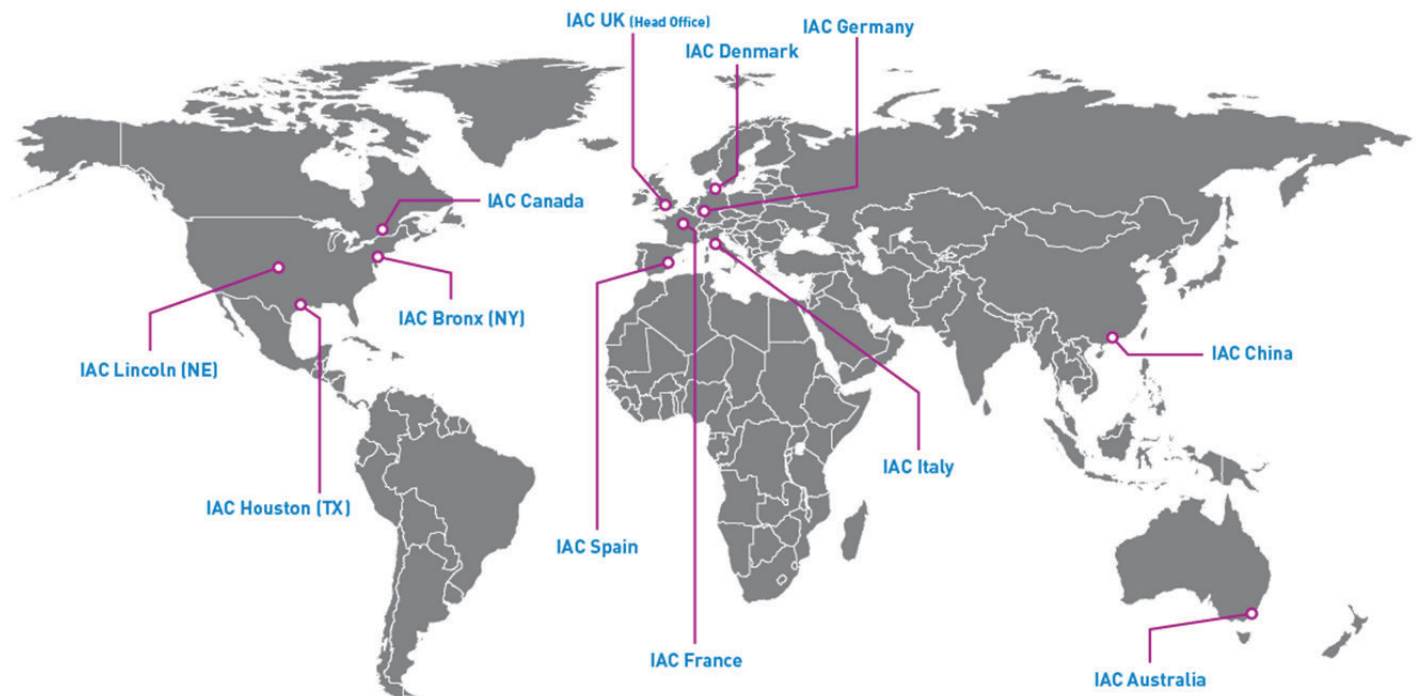 IAC UK (Head Office)
IAC Germany
IAC Denmark
IAC Canada
IAC Bronx (NY)
IAC China
IAC Lincoln (NE)
IAC Italy
IAC Houston (TX)
IAC Spain
IAC France
IAC Australia